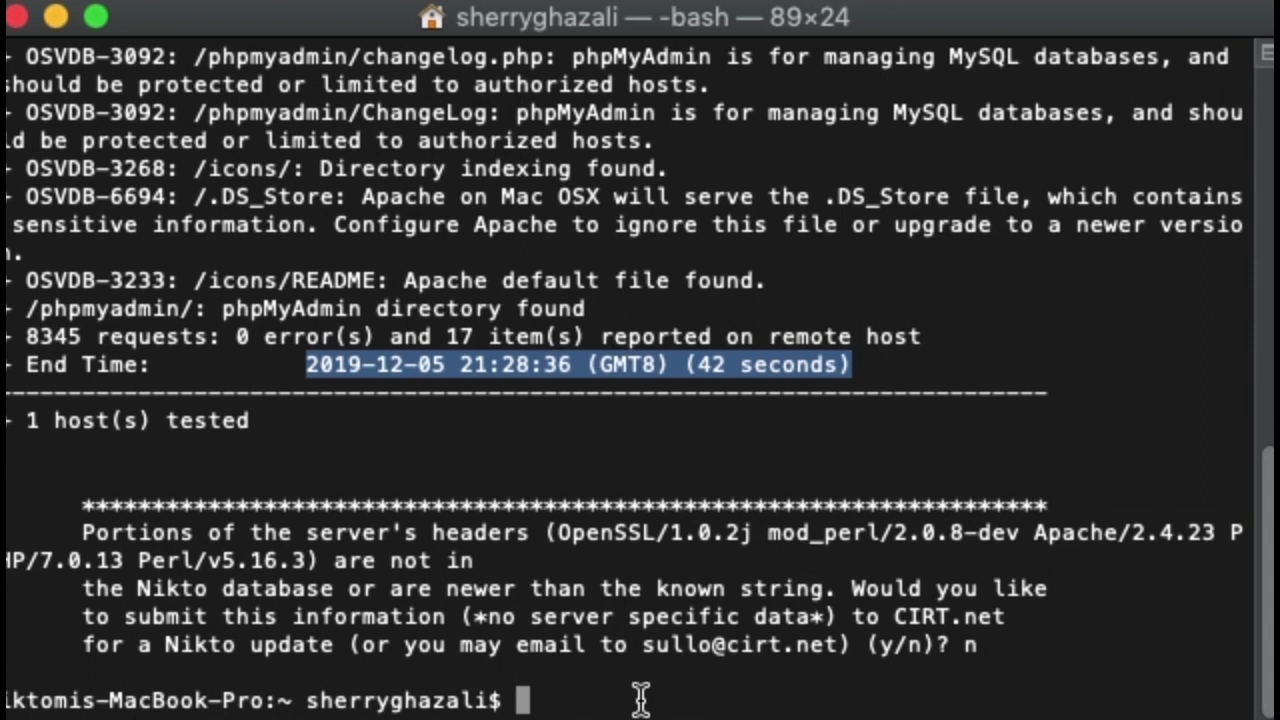 sherryghazali — -bash — 89×24
+ OSVDB-3092: /phpmyadmin/changelog.php: phpMyAdmin is for managing MySQL databases, and
should be protected or limited to authorized hosts.
+ OSVDB-3092: /phpmyadmin/ChangeLog: phpMyAdmin is for managing MySQL databases, and shou
ld be protected or limited to authorized hosts.
+ OSVDB-3268: /icons/: Directory indexing found.
+ OSVDB-6694: /.DS_Store: Apache on Mac OSX will serve the .DS_Store file, which contains
sensitive information. Configure Apache to ignore this file or upgrade to a newer versio
n.
+ OSVDB-3233: /icons/README: Apache default file found.
+ /phpmyadmin/: phpMyAdmin directory found
+ 8345 requests: 0 error(s) and 17 item(s) reported on remote host
+ End Time: 2019-12-05 21:28:36 (GMT8) (42 seconds)
---------------------------------------------------------------------------
+ 1 host(s) tested
*********************************************************************
Portions of the server's headers (OpenSSL/1.0.2j mod_perl/2.0.8-dev Apache/2.4.23 P
HP/7.0.13 Perl/v5.16.3) are not in
the Nikto database or are newer than the known string. Would you like
to submit this information (*no server specific data*) to CIRT.net
for a Nikto update (or you may email to sullo@cirt.net) (y/n)? n
iktomis-MacBook-Pro:~ sherryghazali$